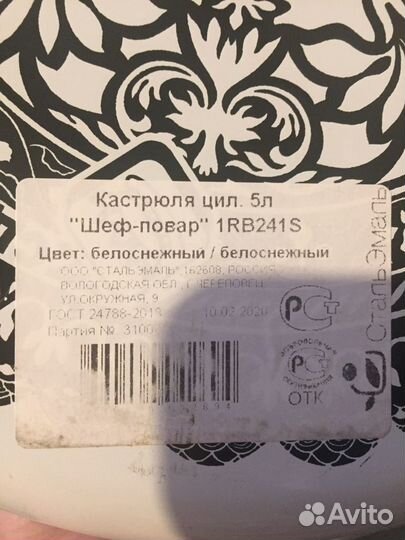 Кастрюля цил. 5л
"Шеф-повар" 1RB241S
Цвет: белоснежный / белоснежный
ООО "СТАЛЬЭМАЛЬ", 162608, РОССИЯ,
ВОЛОГОДСКАЯ ОБЛ., Г.ЧЕРЕПОВЕЦ,
УЛ.ОКРУЖНАЯ, 9
ГОСТ 24788-2018 10.02.2020
Партия №
ОТК
СтальЭмаль
Avito